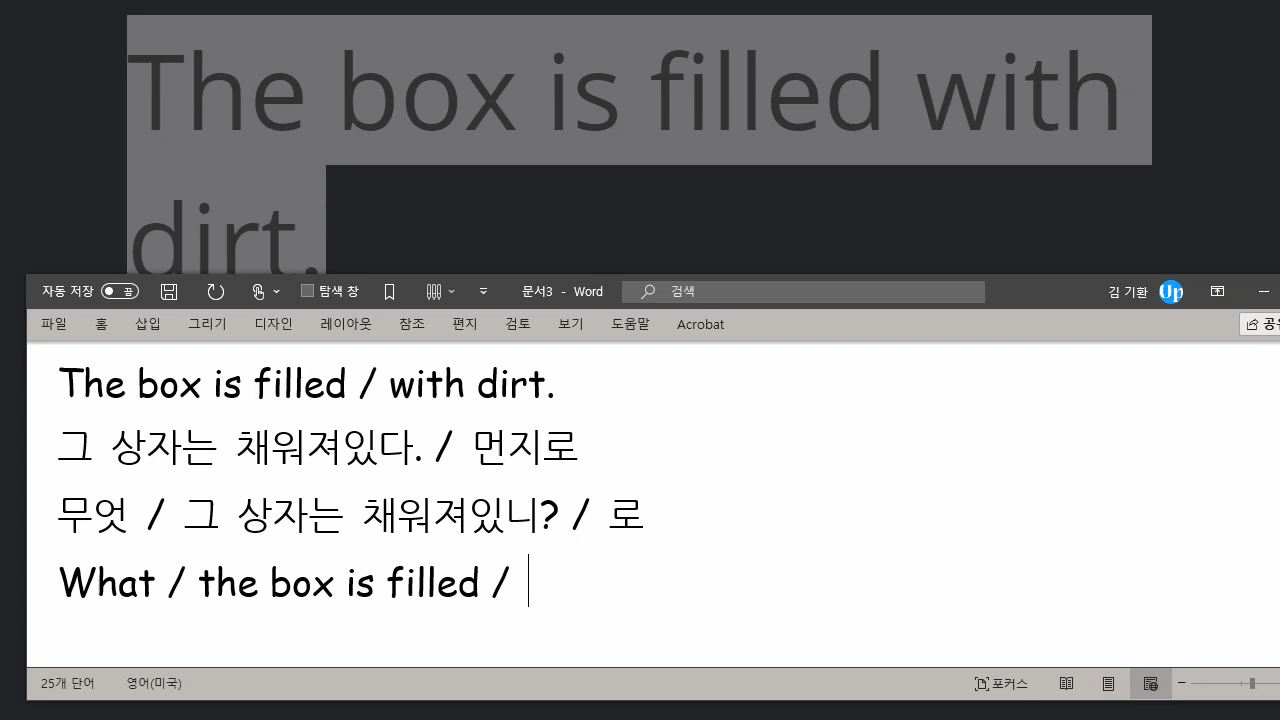 The box is filled with
dirt.
자동 저장 끔 탐색 창 문서3 - Word 검색 김 기환 Up
파일 홈 삽입 그리기 디자인 레이아웃 참조 편지 검토 보기 도움말 Acrobat 공유
The box is filled / with dirt.
그 상자는 채워져있다. / 먼지로
무엇 / 그 상자는 채워져있니? / 로
What / the box is filled /
25개 단어 영어(미국) 포커스